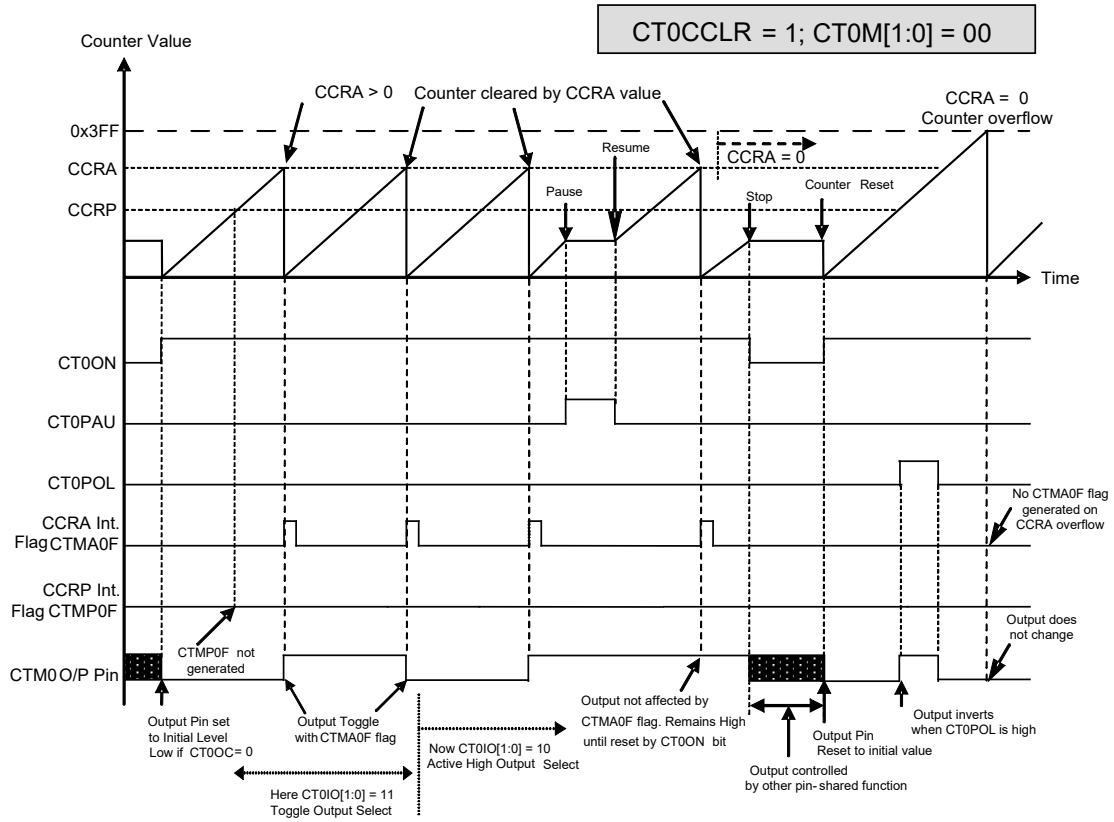 CT0CCLR = 1; CT0M[1:0] = 00
Counter Value
CCRA > 0
Counter cleared by CCRA value
CCRA = 0
Counter overflow
0x3FF
CCRA
CCRP
Resume
CCRA = 0
Pause
Stop
Counter Reset
Time
CT0ON
CT0PAU
CT0POL
No CTMA0F flag
generated on
CCRA overflow
CCRA Int.
Flag CTMA0F
CCRP Int.
Flag CTMP0F
CTMP0F not
generated
Output does
not change
CTM0 O/P Pin
Output Pin set
to Initial Level
Low if CT0OC= 0
Output Toggle
with CTMA0F flag
Now CT0IO[1:0] = 10
Active High Output Select
Output not affected by
CTMA0F flag. Remains High
until reset by CT0ON bit
Output Pin
Reset to initial value
Output inverts
when CT0POL is high
Output controlled
by other pin-shared function
Here CT0IO[1:0] = 11
Toggle Output Select